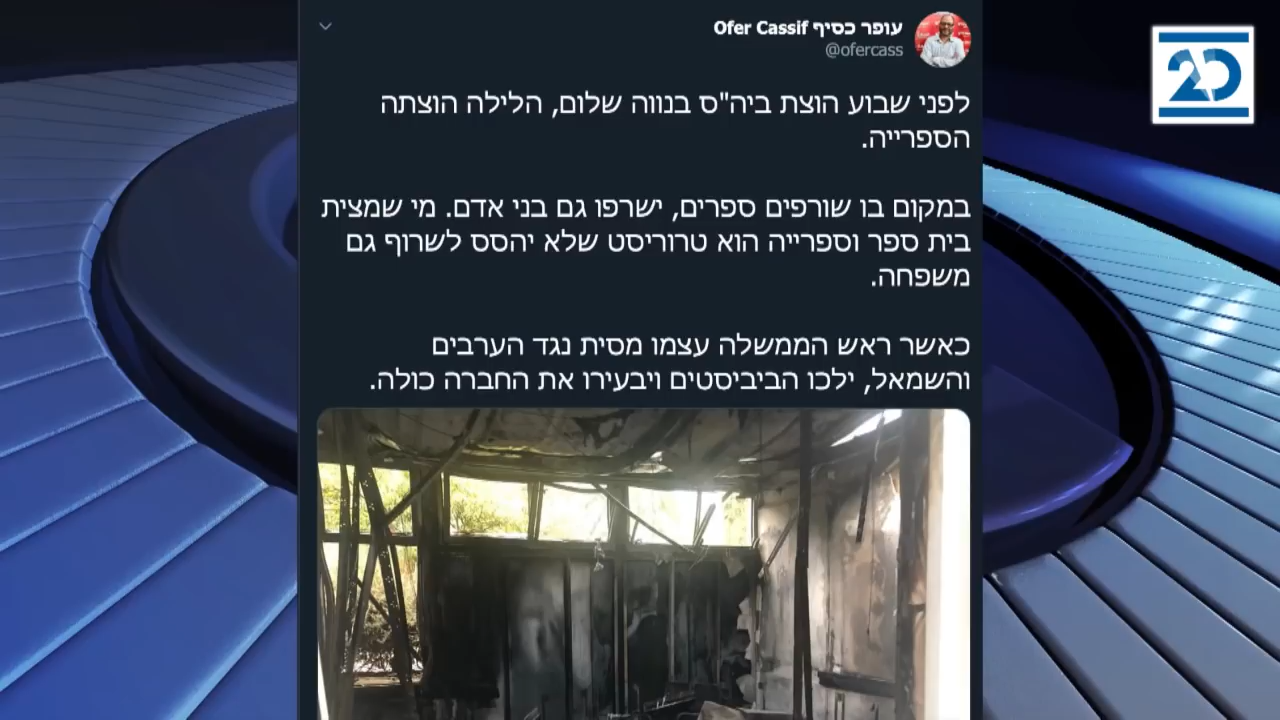 עופר כסיף Ofer Cassif
@ofercass
לפני שבוע הוצת ביה"ס בנווה שלום, הלילה הוצתה
הספרייה.
במקום בו שורפים ספרים, ישרפו גם בני אדם. מי שמצית
בית ספר וספרייה הוא טרוריסט שלא יהסס לשרוף גם
משפחה.
כאשר ראש הממשלה עצמו מסית נגד הערבים
והשמאל, ילכו הביביסטים ויבעירו את החברה כולה.
20